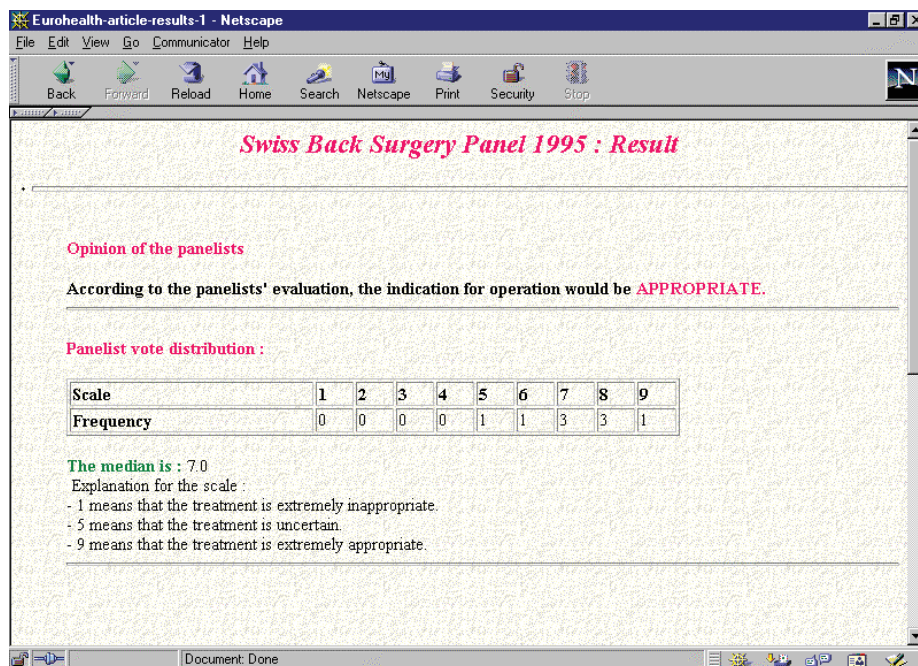 Eurohealth-article-results-1 - Netscape
File Edit View Go Communicator Help
My
N
Back Forward Reload Home Search Netscape Print Security Stop
Swiss Back Surgery Panel 1995 : Result
Opinion of the panelists
According to the panelists' evaluation, the indication for operation would be APPROPRIATE.
Panelist vote distribution :
Scale 1 2 3 4 5 6 7 8 9
Frequency 0 0 0 0 1 1 3 3 1
The median is : 7.0
Explanation for the scale :
- 1 means that the treatment is extremely inappropriate.
- 5 means that the treatment is uncertain.
- 9 means that the treatment is extremely appropriate.
Document: Done